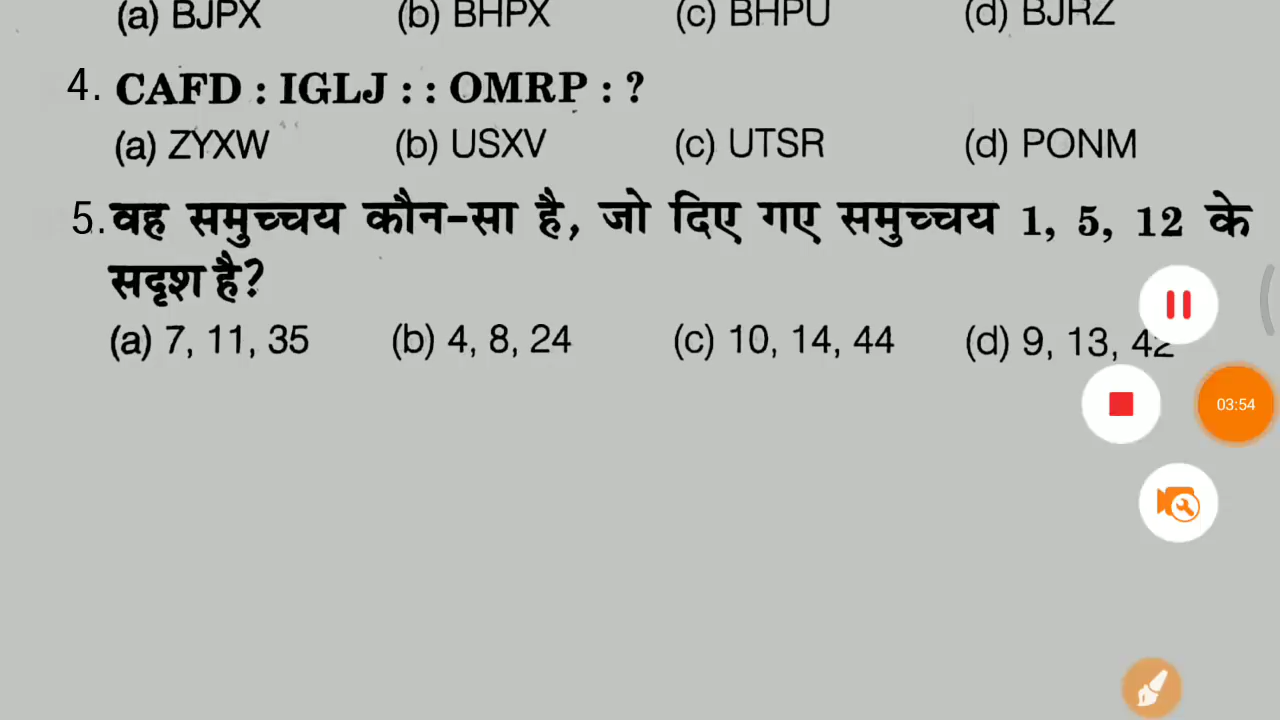 (a) BJPX (b) BHPX (c) BHPU (d) BJRZ
4. CAFD : IGLJ : : OMRP : ?
(a) ZYXW (b) USXV (c) UTSR (d) PONM
5. वह समुच्चय कौन-सा है, जो दिए गए समुच्चय 1, 5, 12 के
सदृश है?
(a) 7, 11, 35 (b) 4, 8, 24 (c) 10, 14, 44 (d) 9, 13, 42
03:54